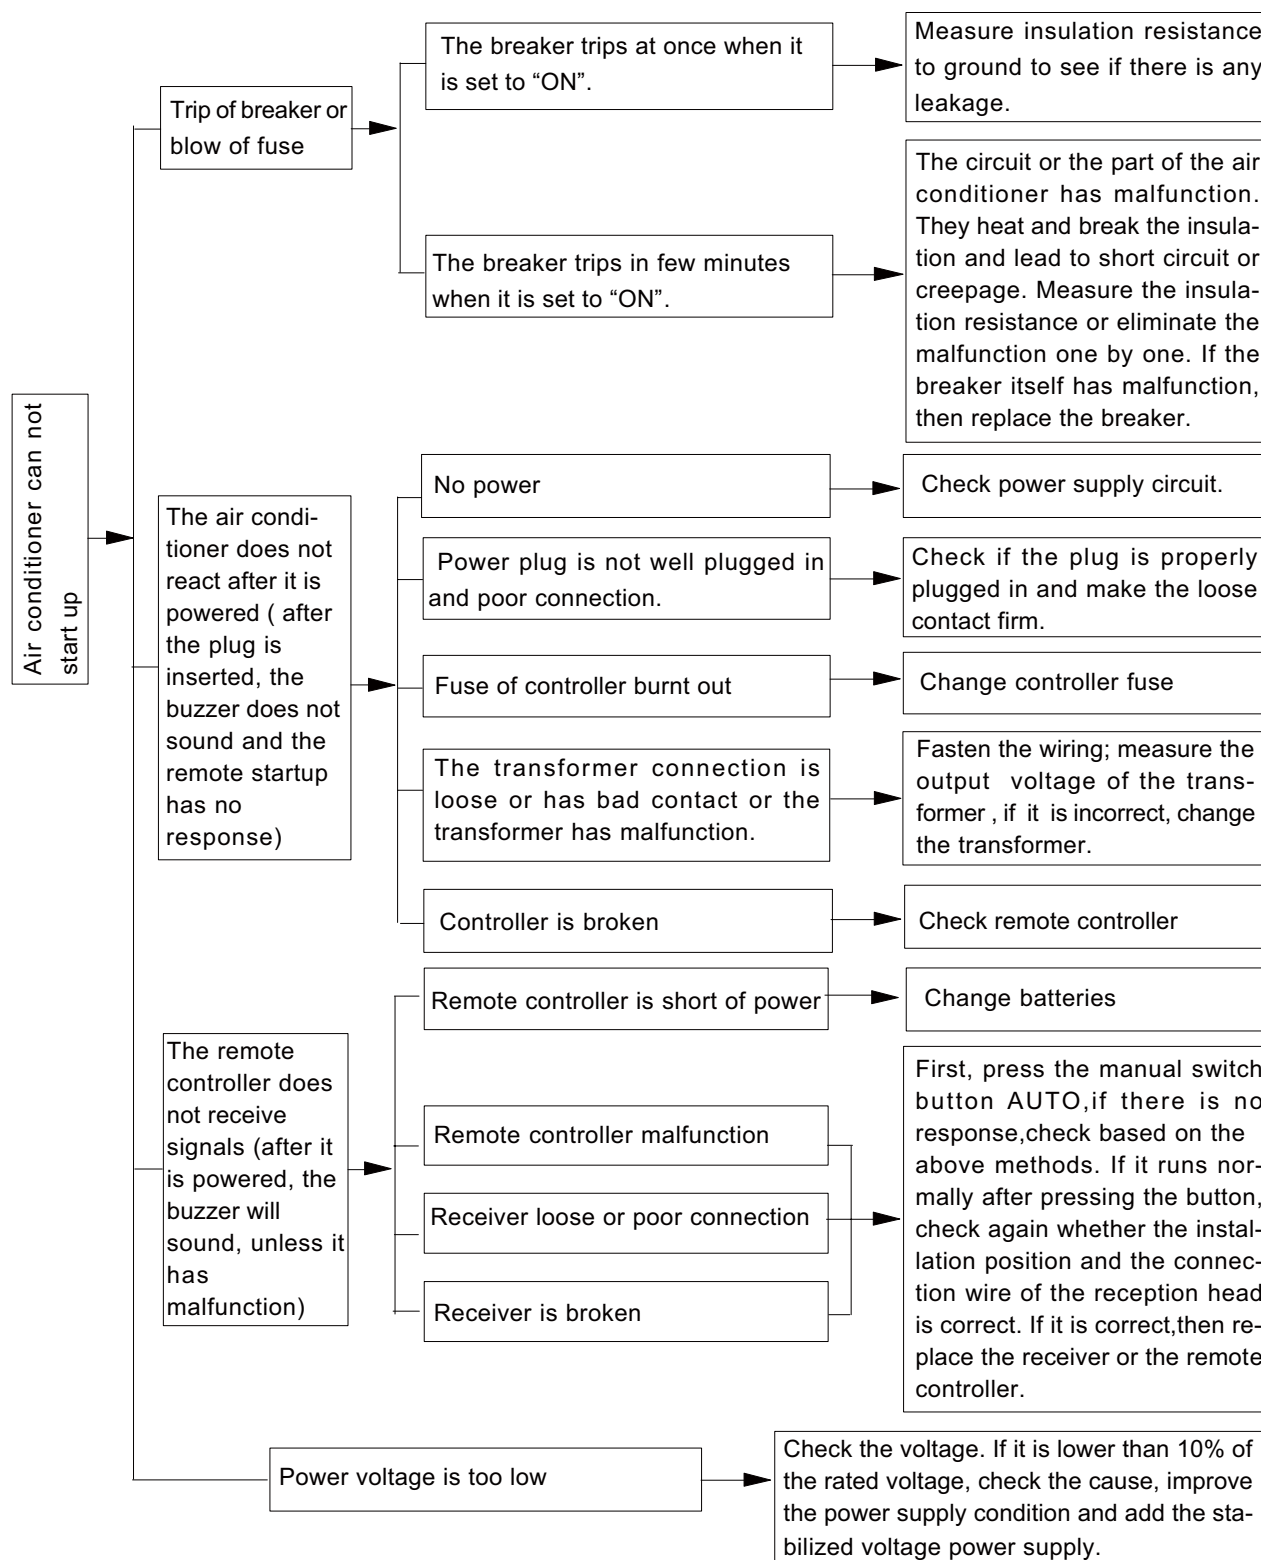 Air conditioner can not
start up
Trip of breaker or
blow of fuse
The breaker trips at once when it
is set to “ON”.
Measure insulation resistance
to ground to see if there is any
leakage.
The breaker trips in few minutes
when it is set to “ON”.
The circuit or the part of the air
conditioner has malfunction.
They heat and break the insula-
tion and lead to short circuit or
creepage. Measure the insula-
tion resistance or eliminate the
malfunction one by one. If the
breaker itself has malfunction,
then replace the breaker.
The air condi-
tioner does not
react after it is
powered ( after
the plug is
inserted, the
buzzer does not
sound and the
remote startup
has no
response)
No power
Check power supply circuit.
Power plug is not well plugged in
and poor connection.
Check if the plug is properly
plugged in and make the loose
contact firm.
Fuse of controller burnt out
Change controller fuse
The transformer connection is
loose or has bad contact or the
transformer has malfunction.
Fasten the wiring; measure the
output voltage of the trans-
former , if it is incorrect, change
the transformer.
Controller is broken
Check remote controller
The remote
controller does
not receive
signals (after it
is powered, the
buzzer will
sound, unless it
has
malfunction)
Remote controller is short of power
Change batteries
Remote controller malfunction
Receiver loose or poor connection
Receiver is broken
First, press the manual switch
button AUTO,if there is no
response,check based on the
above methods. If it runs nor-
mally after pressing the button,
check again whether the instal-
lation position and the connec-
tion wire of the reception head
is correct. If it is correct,then re-
place the receiver or the remote
controller.
Power voltage is too low
Check the voltage. If it is lower than 10% of
the rated voltage, check the cause, improve
the power supply condition and add the sta-
bilized voltage power supply.